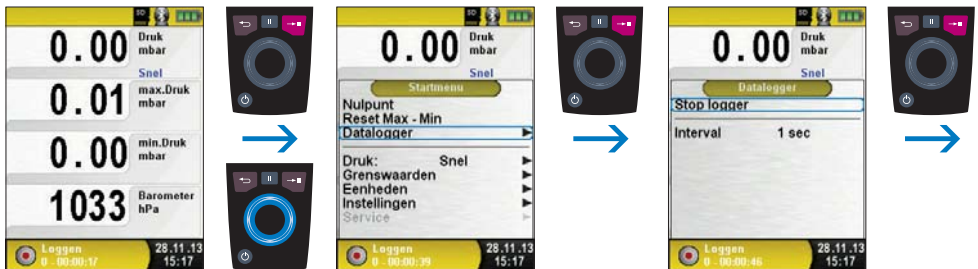 SD
0.00 Druk mbar
Snel
0.01 max.Druk mbar
0.00 min.Druk mbar
1033 Barometer hPa
Loggen
0 - 00:00:17
28.11.13
15:17
SD
0.00 Druk mbar
Snel
Startmenu
Nulpunt
Reset Max - Min
Datalogger
Druk: Snel
Grenswaarden
Eenheden
Instellingen
Service
Loggen
0 - 00:00:39
28.11.13
15:17
SD
0.00 Druk mbar
Snel
Datalogger
Stop logger
Interval 1 sec
Loggen
0 - 00:00:46
28.11.13
15:17